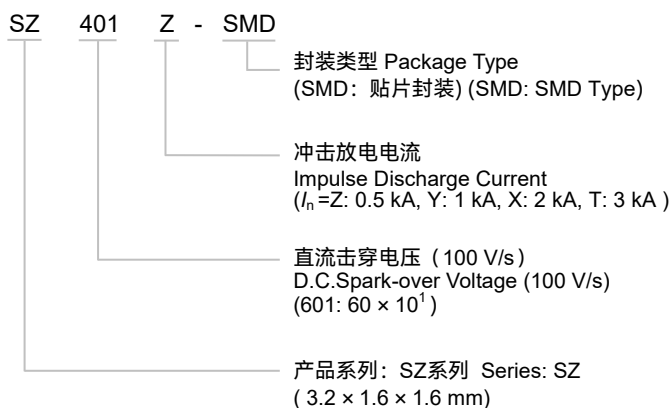 SZ 401 Z - SMD
封装类型 Package Type
(SMD：贴片封装) (SMD: SMD Type)
冲击放电电流
Impulse Discharge Current
(Iₙ =Z: 0.5 kA, Y: 1 kA, X: 2 kA, T: 3 kA )
直流击穿电压（100 V/s）
D.C.Spark-over Voltage (100 V/s)
(601: 60 × 10¹ )
产品系列：SZ系列 Series: SZ
( 3.2 × 1.6 × 1.6 mm)